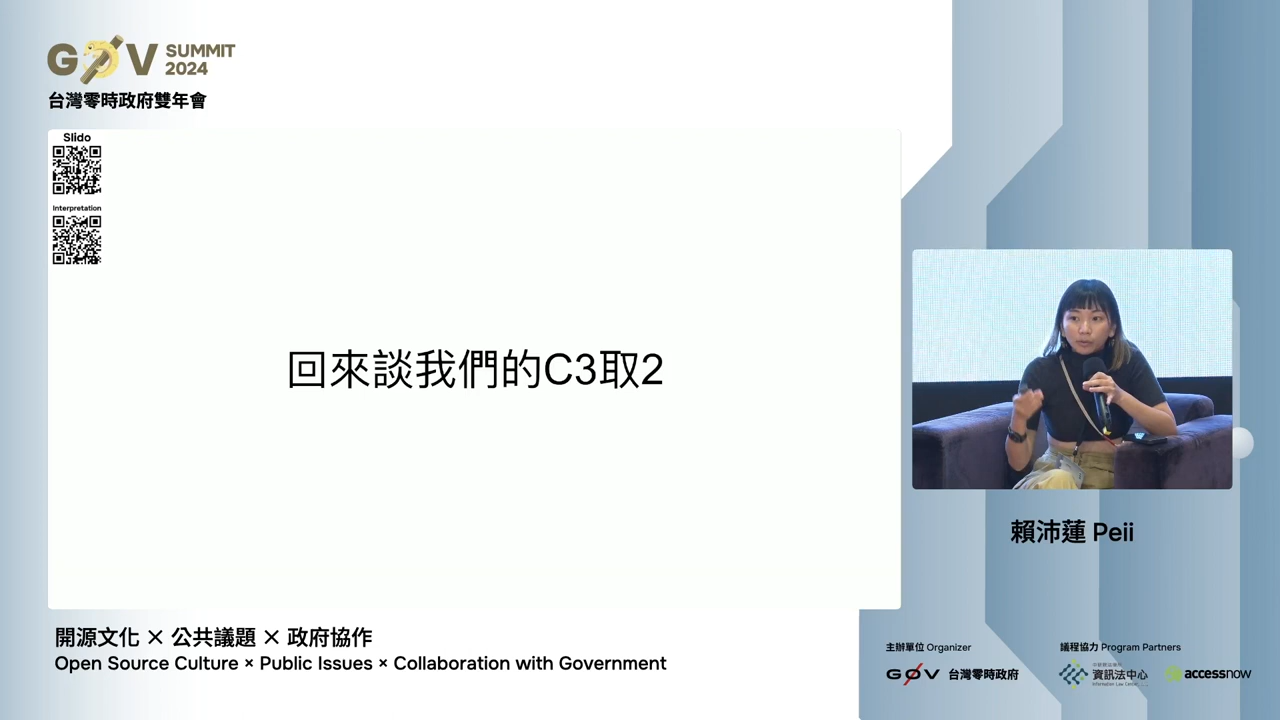 G0V SUMMIT 2024
台灣零時政府雙年會
Slido
Interpretation
回來談我們的C3取2
賴沛蓮 Peii
開源文化 × 公共議題 × 政府協作
Open Source Culture × Public Issues × Collaboration with Government
主辦單位 Organizer
議程協力 Program Partners
G0V 台灣零時政府
資訊法中心
Information Law Center
accessnow